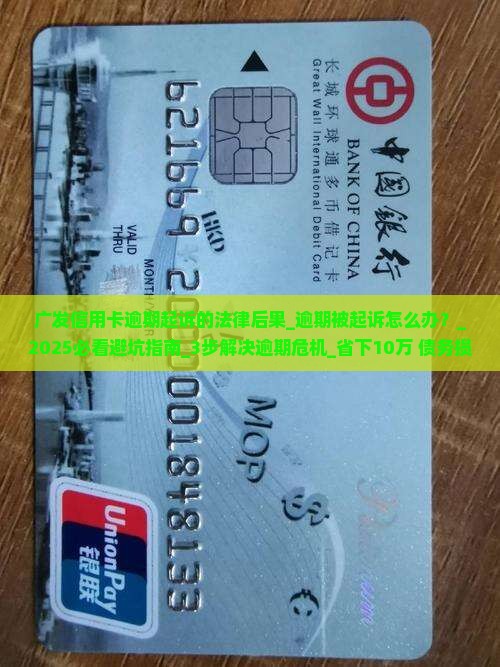 中国银行
BANK OF CHINA
长城环球通多币借记卡
Great Wall International Debit Card
HKD
VALID
THRU
广发信用卡逾期起诉的法律后果_逾期被起诉怎么办？_
2025必看避坑指南_3步解决逾期危机_省下10万 债务
MOP
UnionPay
银联